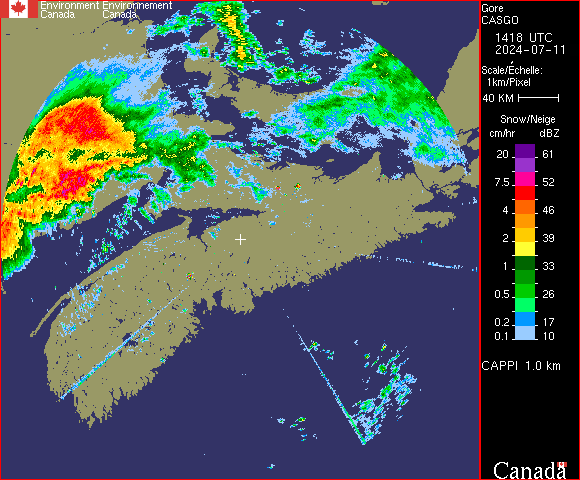 Environment Environnement
Canada Canada
Gore
CASGO
1418 UTC
2024-07-11
Scale/Échelle:
1km/Pixel
40 KM
Snow/Neige
cm/hr dBZ
20 61
7.5 52
4 46
2 39
1 33
0.5 26
0.2 17
0.1 10
CAPPI 1.0 km
Canada